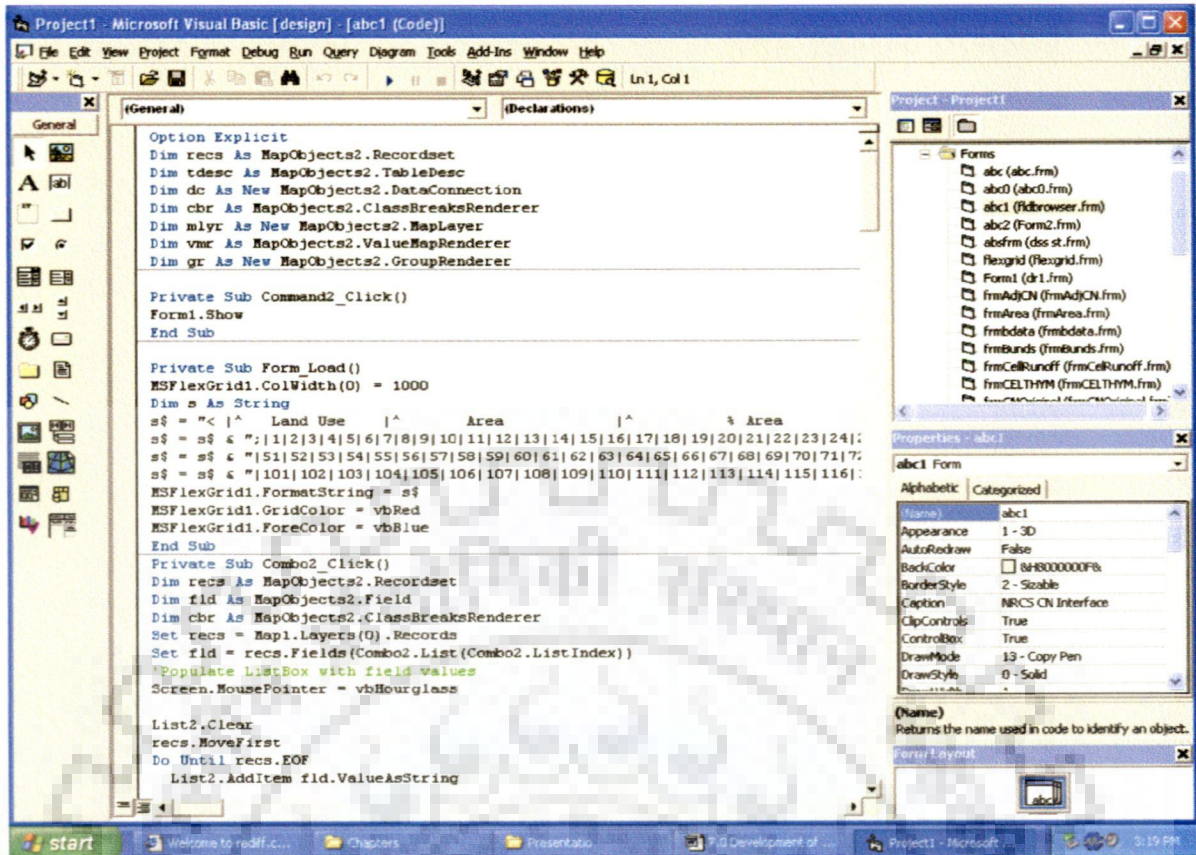 Project1 - Microsoft Visual Basic [design] - [abc1 (Code)]
File Edit View Project Format Debug Run Query Diagram Tools Add-Ins Window Help
Ln 1, Col 1
General
(General)
(Declarations)
Option Explicit
Dim recs As MapObjects2.Recordset
Dim tdesc As MapObjects2.TableDesc
Dim dc As New MapObjects2.DataConnection
Dim cbr As MapObjects2.ClassBreaksRenderer
Dim mlyr As New MapObjects2.MapLayer
Dim vmr As MapObjects2.ValueMapRenderer
Dim gr As New MapObjects2.GroupRenderer
Private Sub Command2_Click()
Form1.Show
End Sub
Private Sub Form_Load()
MSFlexGrid1.ColWidth(0) = 1000
Dim s As String
s$ = "< |^ Land Use |^ Area |^ % Area
s$ = s$ & ";|1|2|3|4|5|6|7|8|9|10|11|12|13|14|15|16|17|18|19|20|21|22|23|24|
s$ = s$ & "|51|52|53|54|55|56|57|58|59|60|61|62|63|64|65|66|67|68|69|70|71|72
s$ = s$ & "|101|102|103|104|105|106|107|108|109|110|111|112|113|114|115|116|
MSFlexGrid1.FormatString = s$
MSFlexGrid1.GridColor = vbRed
MSFlexGrid1.ForeColor = vbBlue
End Sub
Private Sub Combo2_Click()
Dim recs As MapObjects2.Recordset
Dim fld As MapObjects2.Field
Dim cbr As MapObjects2.ClassBreaksRenderer
Set recs = Map1.Layers(0).Records
Set fld = recs.Fields(Combo2.List(Combo2.ListIndex))
'Populate ListBox with field values
Screen.MousePointer = vbHourglass
List2.Clear
recs.MoveFirst
Do Until recs.EOF
List2.AddItem fld.ValueAsString
Project - Project1
Forms
abc (abc.frm)
abc0 (abc0.frm)
abc1 (fldbrowser.frm)
abc2 (Form2.frm)
absfrm (dss st.frm)
flexgrid (flexgrid.frm)
Form1 (dr1.frm)
frmAdjCN (frmAdjCN.frm)
frmArea (frmArea.frm)
frmbdata (frmbdata.frm)
frmBunds (frmBunds.frm)
frmCellRunoff (frmCelRunoff.frm)
frmCELTHYM (frmCELTHYM.frm)
Properties - abc1
abc1 Form
Alphabetic Categorized
(Name) abc1
Appearance 1 - 3D
AutoRedraw False
BackColor &H8000000F&
BorderStyle 2 - Sizable
Caption NRCS CN Interface
ClipControls True
ControlBox True
DrawMode 13 - Copy Pen
DrawStyle 0 - Solid
(Name)
Returns the name used in code to identify an object.
Form Layout
abc1
start
Welcome to rediff.c...
Chapters
Presentatio
7.0 Development of ...
Project1 - Microsoft ...
3:19 PM